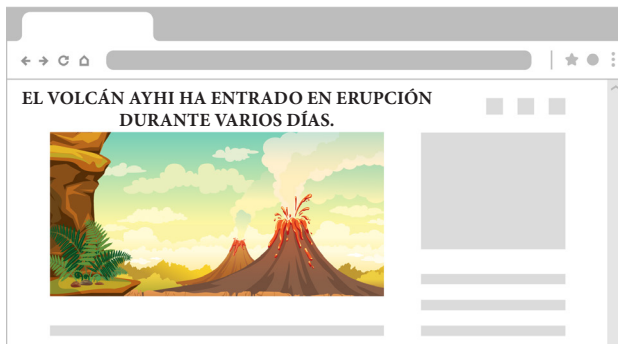 EL VOLCÁN AYHI HA ENTRADO EN ERUPCIÓN
DURANTE VARIOS DÍAS.